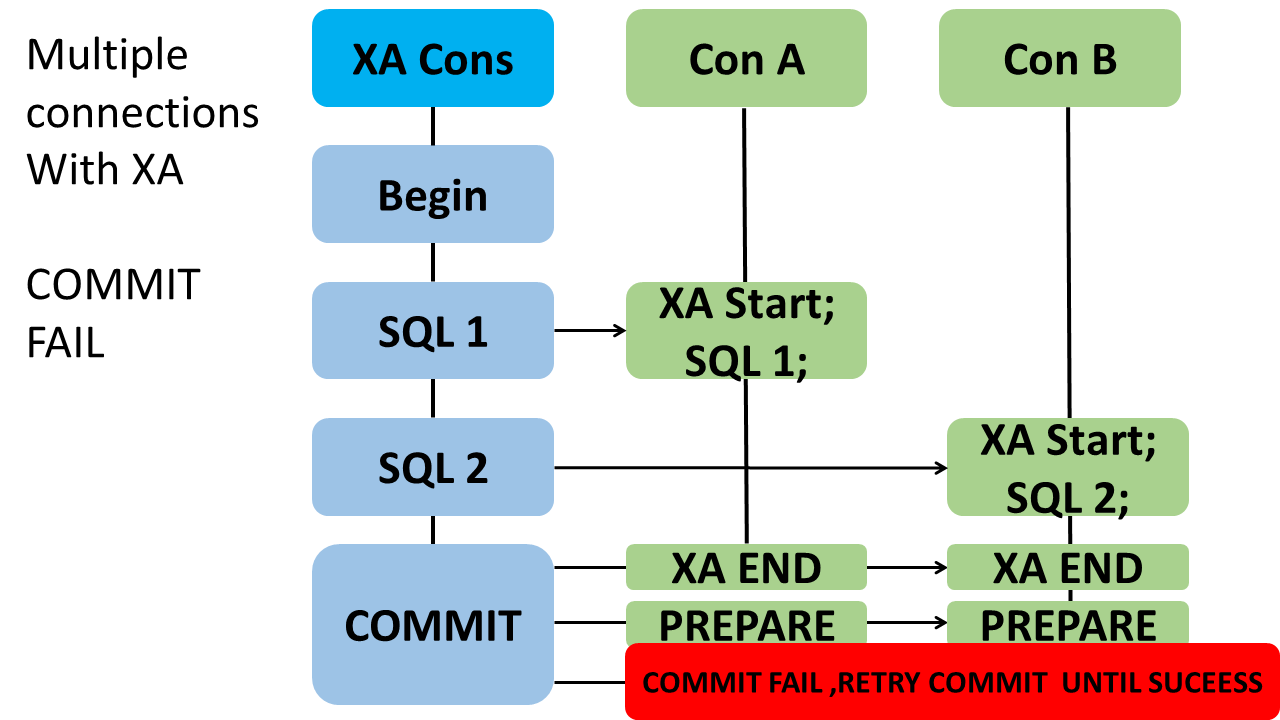 Multiple
connections
With XA
COMMIT
FAIL
XA Cons
Con A
Con B
Begin
SQL 1
XA Start;
SQL 1;
SQL 2
XA Start;
SQL 2;
COMMIT
XA END
XA END
PREPARE
PREPARE
COMMIT FAIL ,RETRY COMMIT  UNTIL SUCEESS